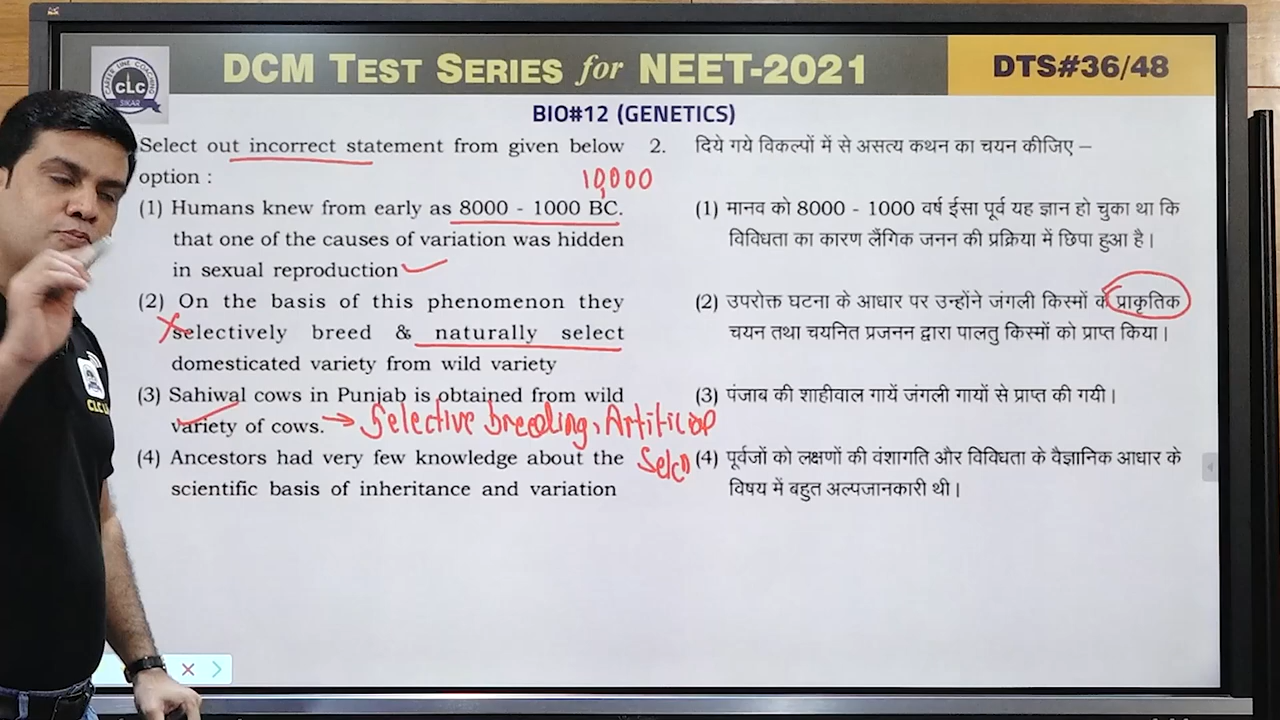 DCM TEST SERIES for NEET-2021
DTS#36/48
CAREER LINE COACHING
CLC
SIKAR
BIO#12 (GENETICS)
Select out incorrect statement from given below
option :
10,000
(1) Humans knew from early as 8000 - 1000 BC.
that one of the causes of variation was hidden
in sexual reproduction
(2) On the basis of this phenomenon they
selectively breed & naturally select
domesticated variety from wild variety
(3) Sahiwal cows in Punjab is obtained from wild
variety of cows. → Selective breeding,
(4) Ancestors had very few knowledge about the
scientific basis of inheritance and variation
2. दिये गये विकल्पों में से असत्य कथन का चयन कीजिए –
(1) मानव को 8000 - 1000 वर्ष ईसा पूर्व यह ज्ञान हो चुका था कि
विविधता का कारण लैंगिक जनन की प्रक्रिया में छिपा हुआ है।
(2) उपरोक्त घटना के आधार पर उन्होंने जंगली किस्मों के प्राकृतिक
चयन तथा चयनित प्रजनन द्वारा पालतु किस्मों को प्राप्त किया।
(3) पंजाब की शाहीवाल गायें जंगली गायों से प्राप्त की गयी।
(4) पूर्वजों को लक्षणों की वंशागति और विविधता के वैज्ञानिक आधार के
विषय में बहुत अल्पजानकारी थी।